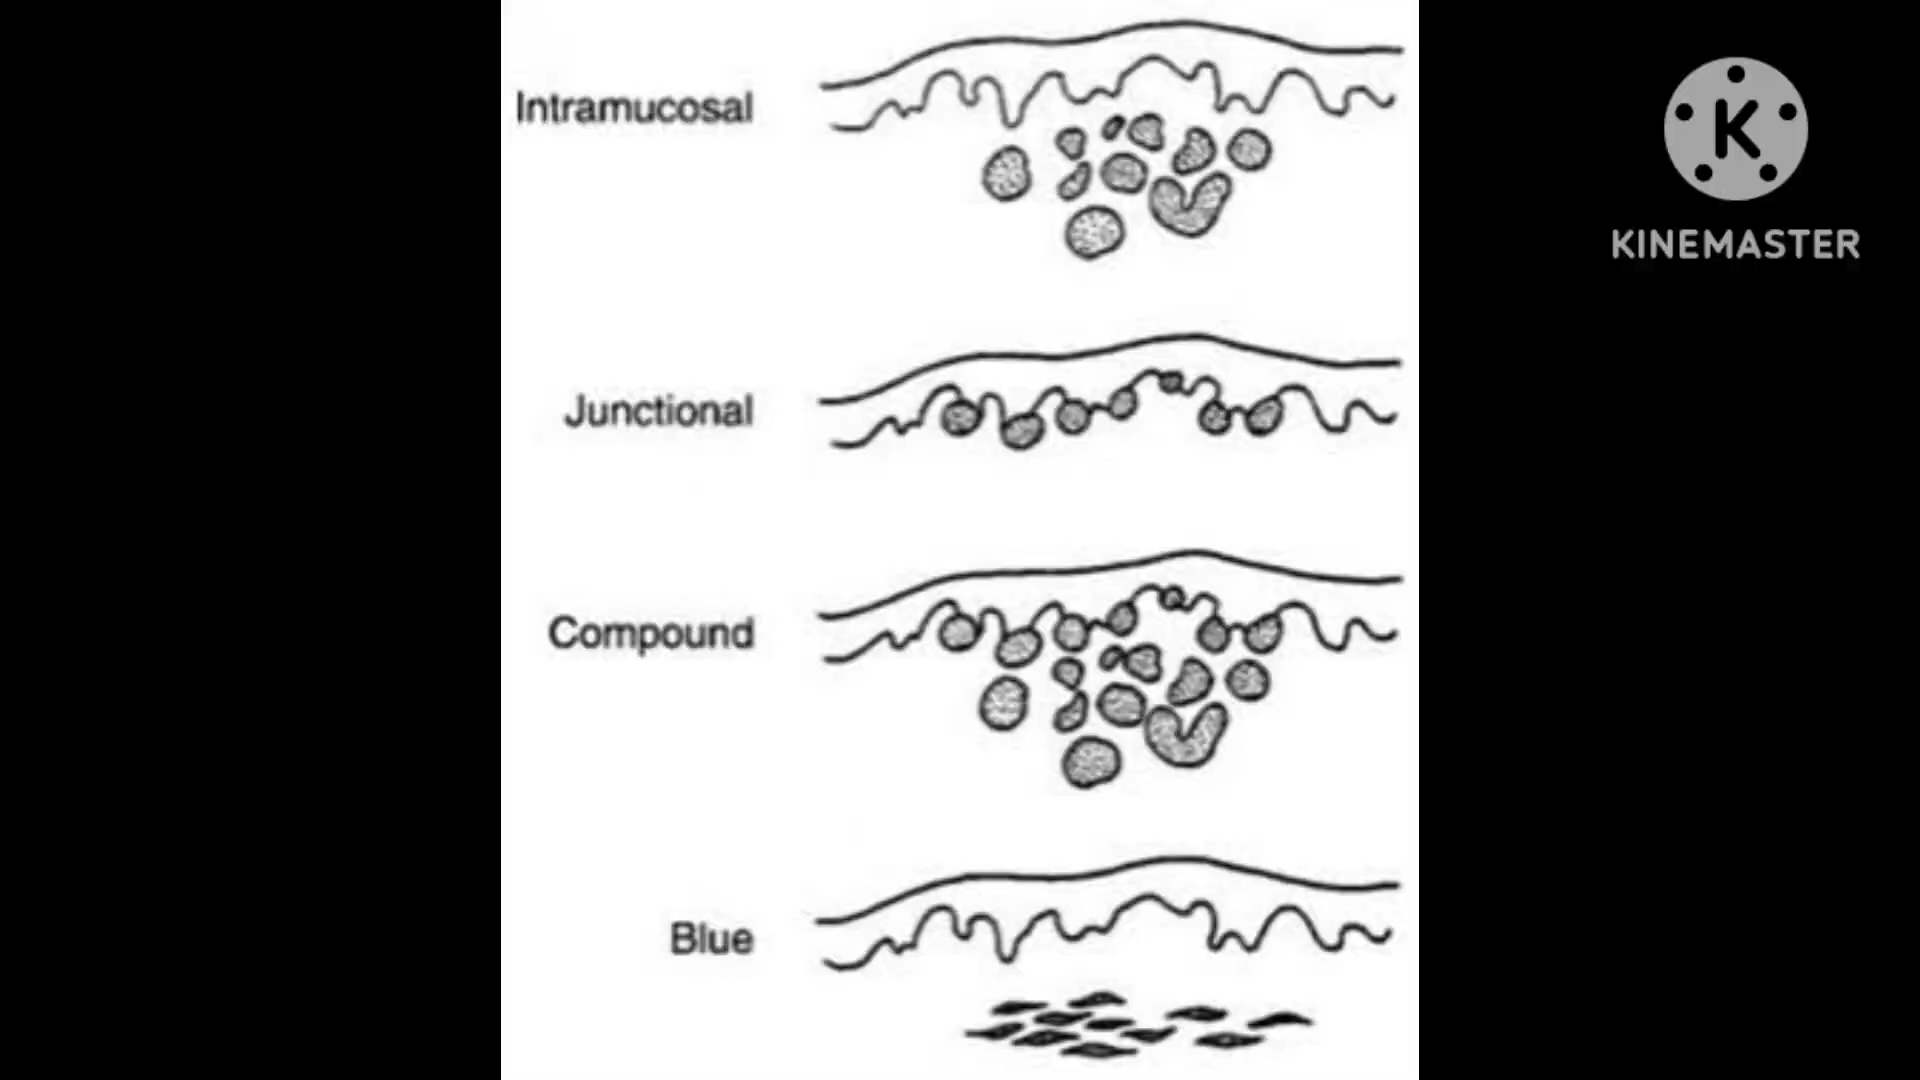 Intramucosal
K
KINEMASTER
Junctional
Compound
Blue